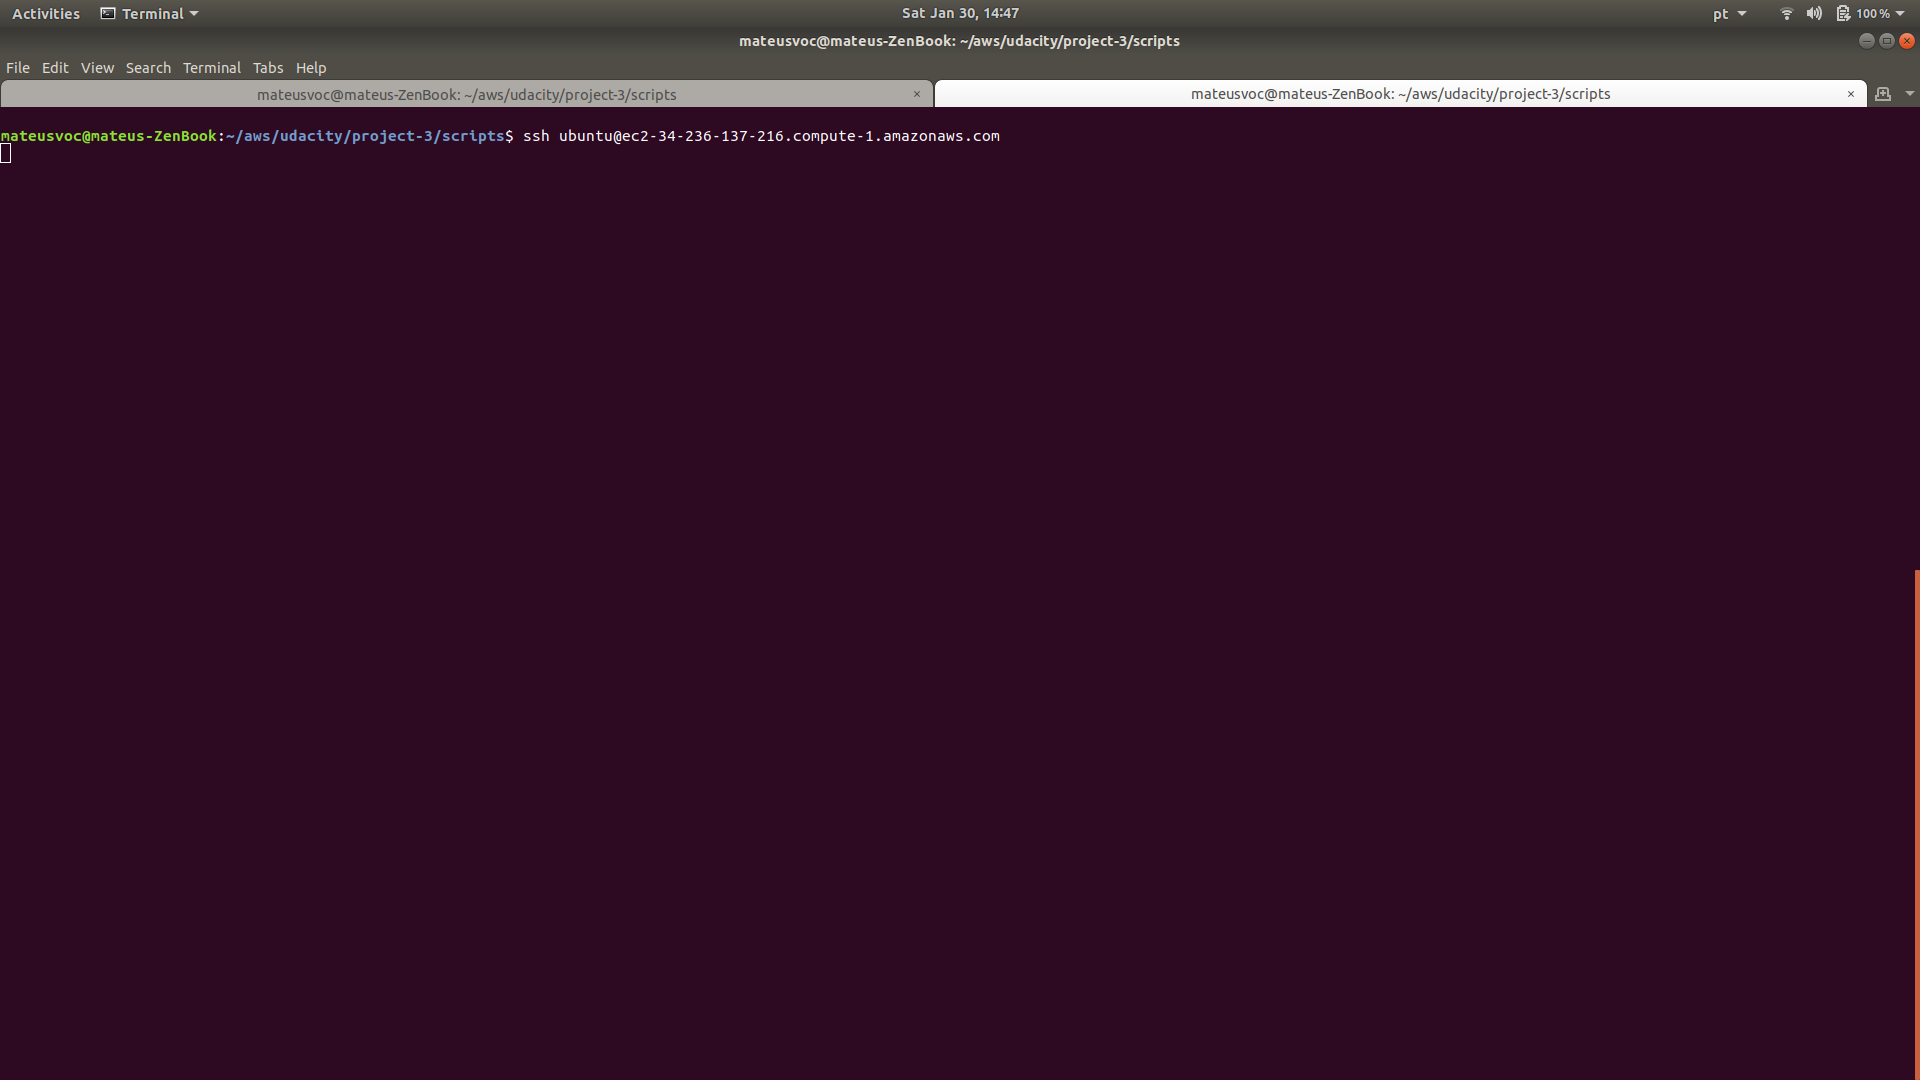 Activities Terminal Sat Jan 30, 14:47 pt 100 %
mateusvoc@mateus-ZenBook: ~/aws/udacity/project-3/scripts
File Edit View Search Terminal Tabs Help
mateusvoc@mateus-ZenBook: ~/aws/udacity/project-3/scripts × mateusvoc@mateus-ZenBook: ~/aws/udacity/project-3/scripts ×
mateusvoc@mateus-ZenBook:~/aws/udacity/project-3/scripts$ ssh ubuntu@ec2-34-236-137-216.compute-1.amazonaws.com